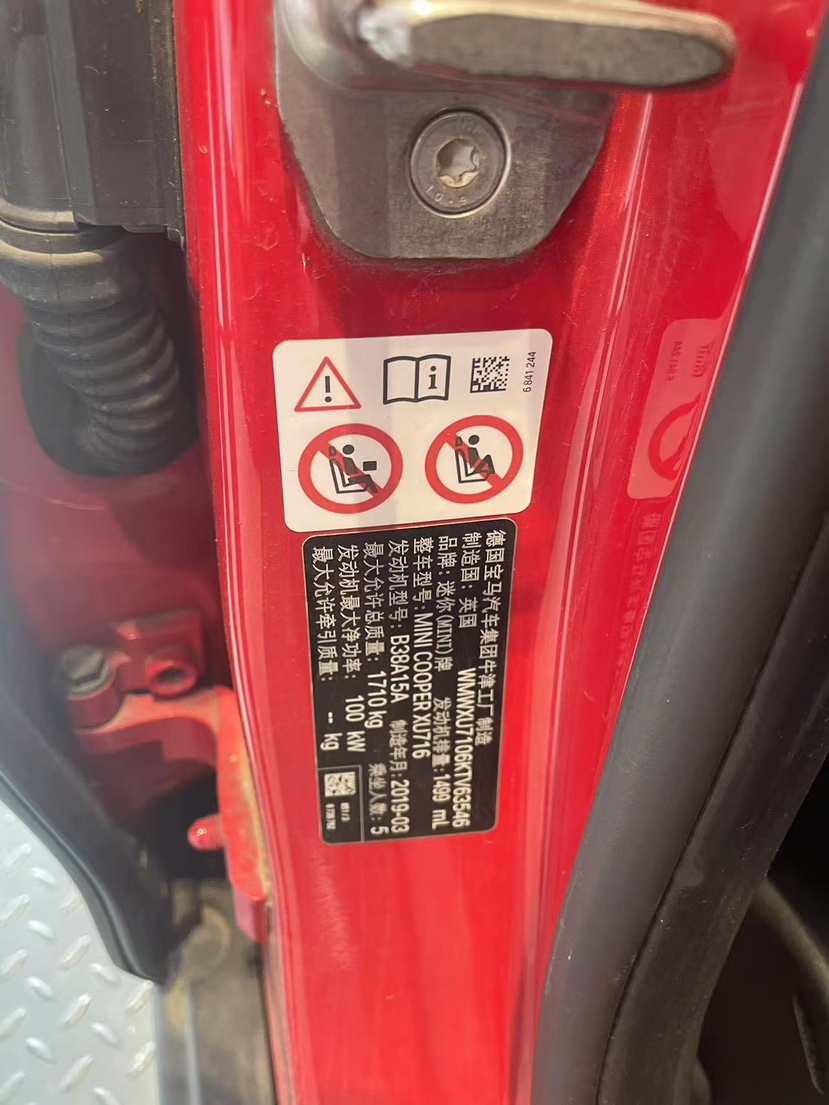 6 841 244
德国宝马汽车集团牛津工厂制造
制造国: 英国 WMWXU7106KTV63546
品牌: 迷你(MINI)牌 发动机排量: 1499 mL
整车型号: MINI COOPER XU716
发动机型号: B38A15A 制造年月: 2019-03
最大允许总质量: 1710 kg 乘坐人数: 5
发动机最大净功率: 100 kW
最大允许牵引质量: -- kg